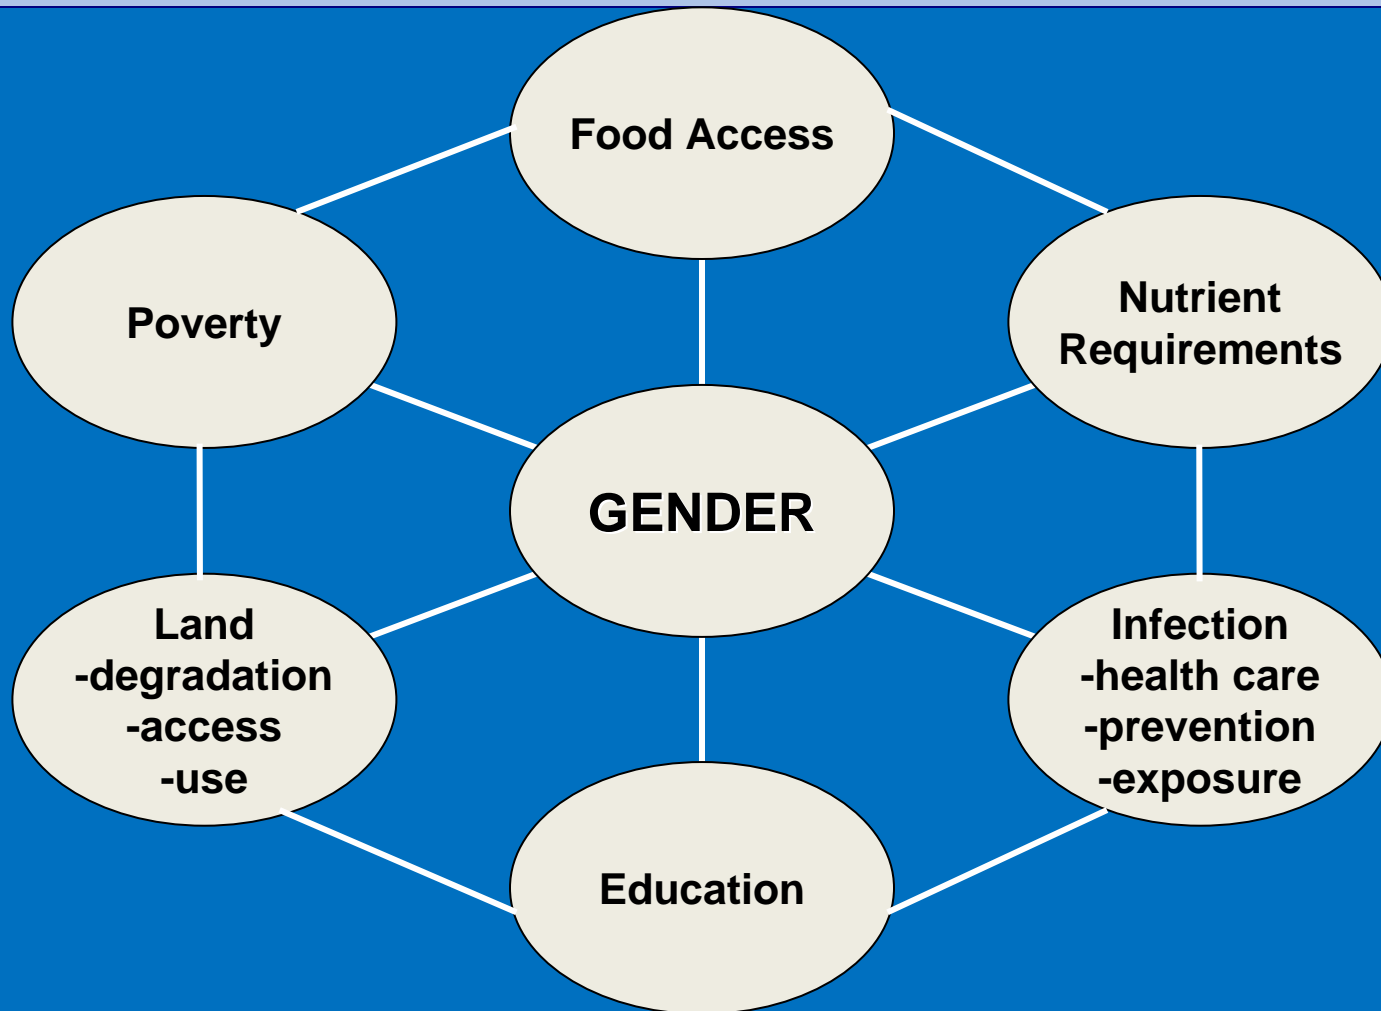 Food Access
Poverty
Nutrient
Requirements
GENDER
Land
-degradation
-access
-use
Infection
-health care
-prevention
-exposure
Education